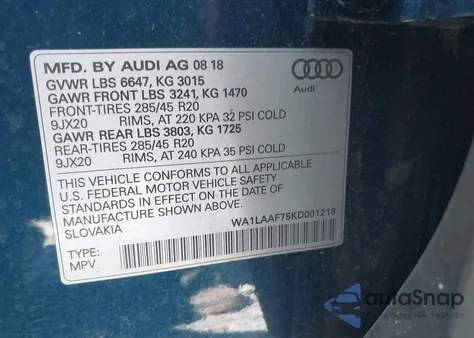 MFD. BY AUDI AG 08 18
GVWR LBS 6647, KG 3015
GAWR FRONT LBS 3241, KG 1470
FRONT-TIRES 285/45 R20
9JX20 RIMS, AT 220 KPA 32 PSI COLD
GAWR REAR LBS 3803, KG 1725
REAR-TIRES 285/45 R20
9JX20 RIMS, AT 240 KPA 35 PSI COLD
Audi
THIS VEHICLE CONFORMS TO ALL APPLICABLE
U.S. FEDERAL MOTOR VEHICLE SAFETY
STANDARDS IN EFFECT ON THE DATE OF
MANUFACTURE SHOWN ABOVE.
SLOVAKIA WA1LAAF75KD001218
TYPE:
MPV
autoSnap